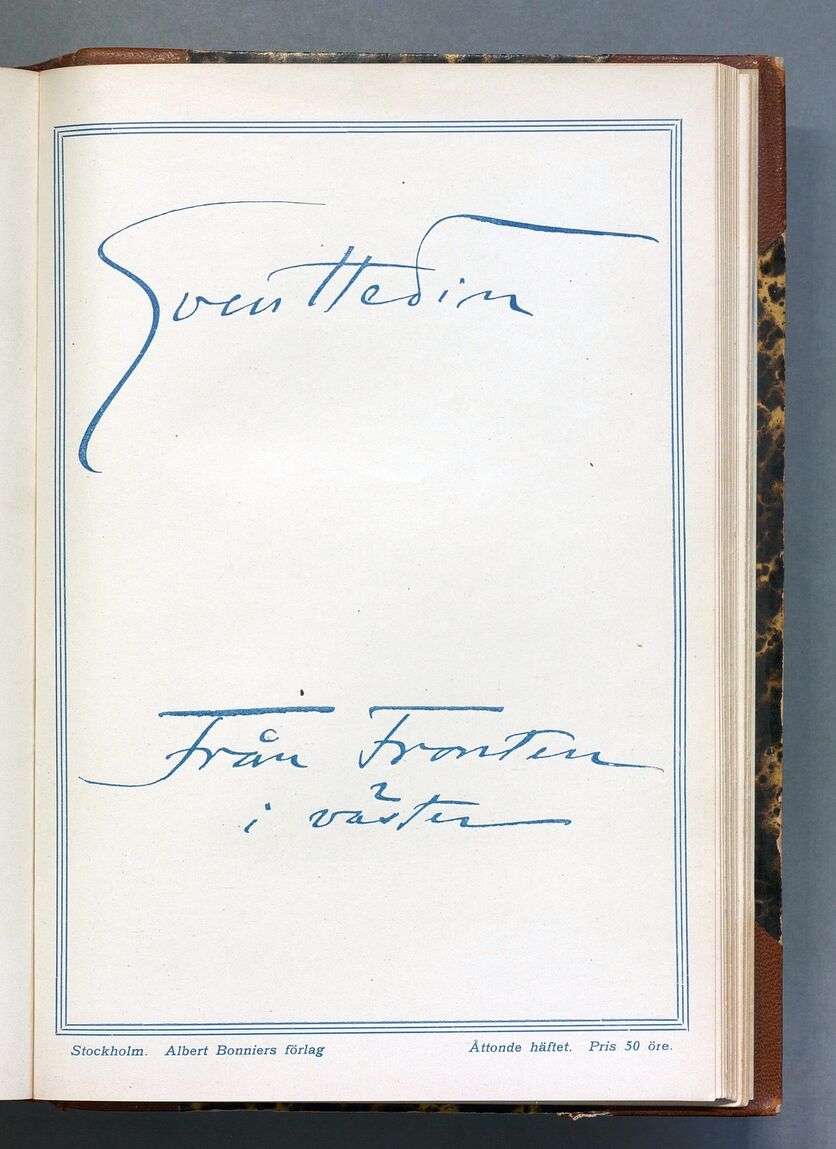 Sven Hedin
Från Fronten
i väster
Stockholm. Albert Bonniers förlag
Åttonde häftet. Pris 50 öre.